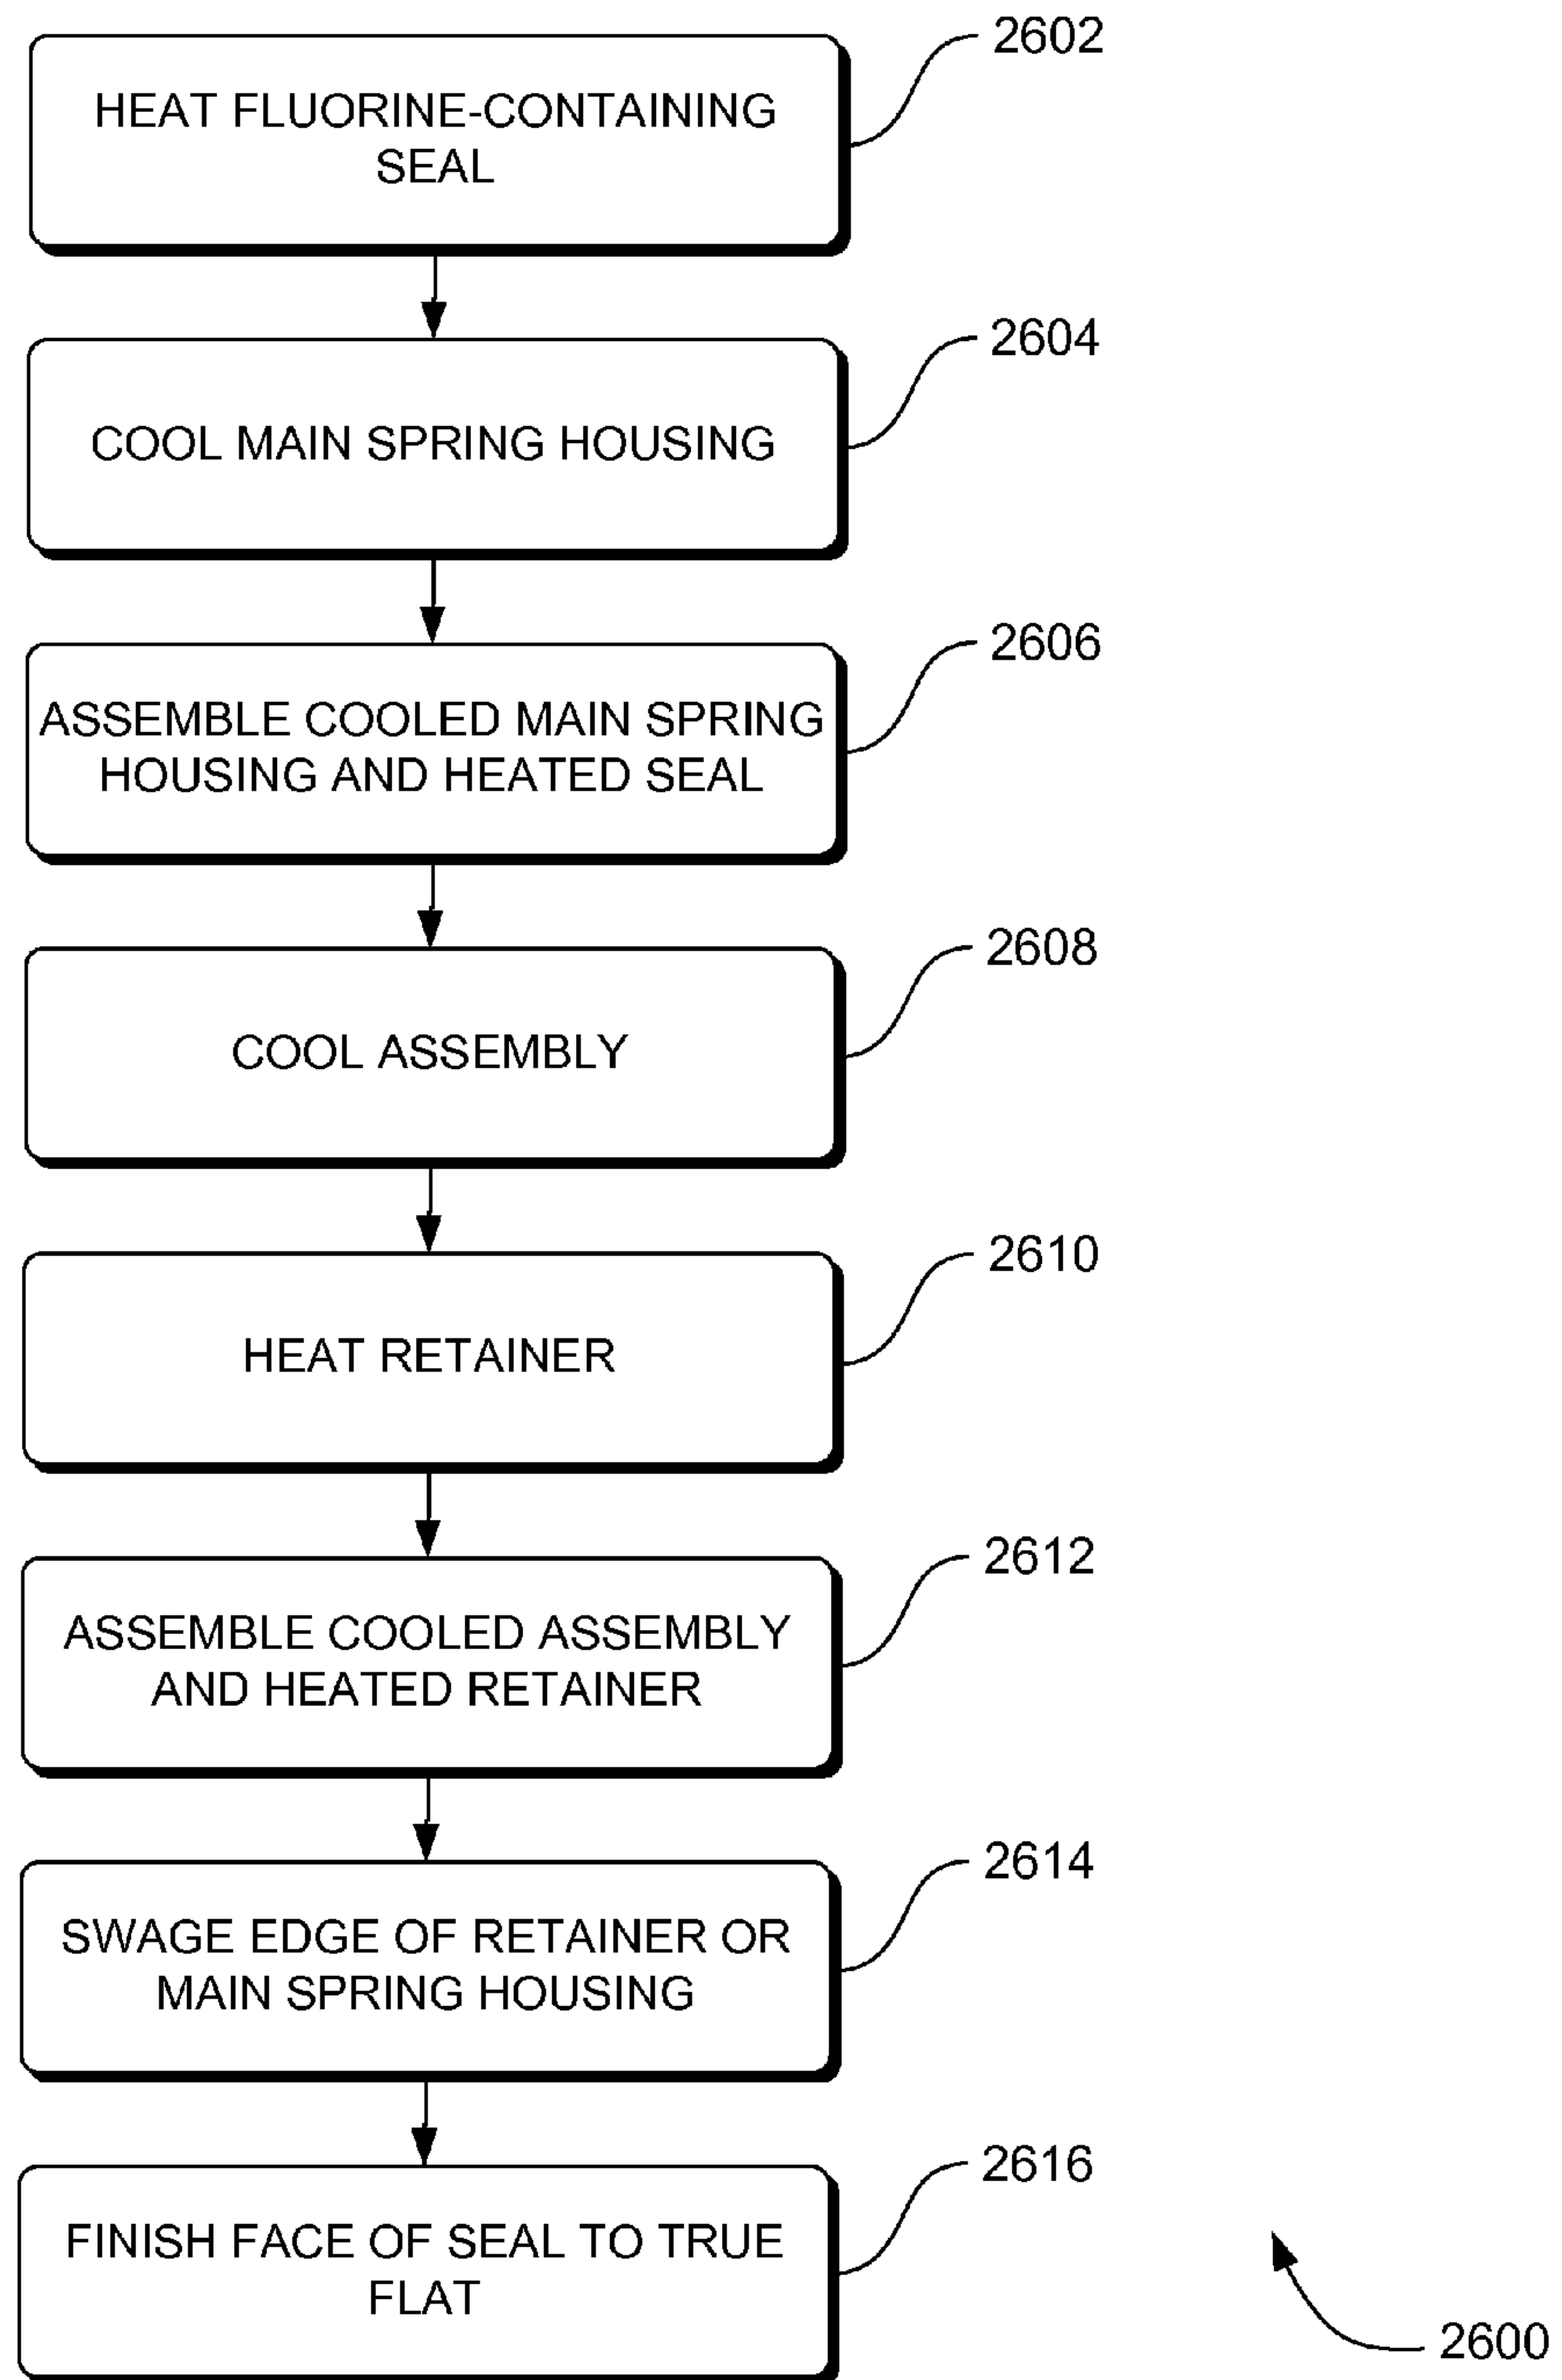 2602
HEAT FLUORINE-CONTAINING
SEAL
2604
COOL MAIN SPRING HOUSING
2606
ASSEMBLE COOLED MAIN SPRING
HOUSING AND HEATED SEAL
2608
COOL ASSEMBLY
2610
HEAT RETAINER
2612
ASSEMBLE COOLED ASSEMBLY
AND HEATED RETAINER
2614
SWAGE EDGE OF RETAINER OR
MAIN SPRING HOUSING
2616
FINISH FACE OF SEAL TO TRUE
FLAT
2600